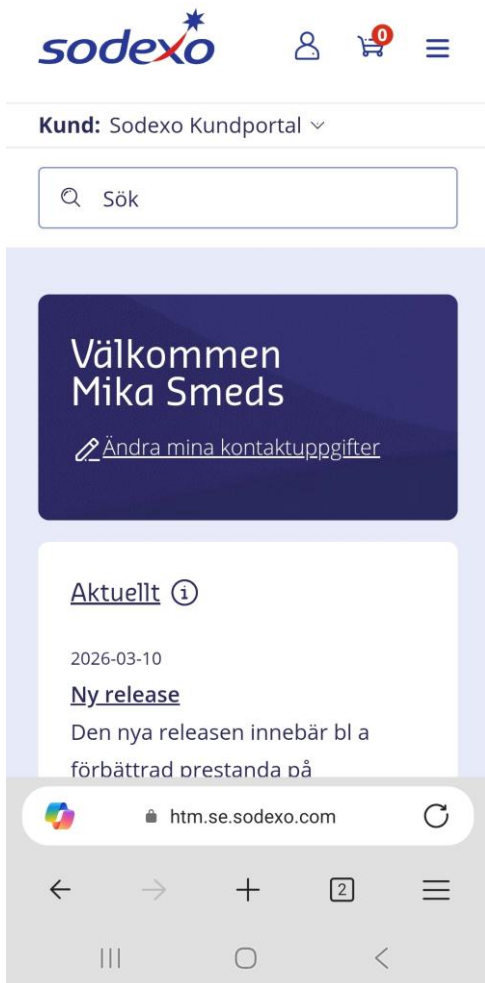 sodexo
0
Kund: Sodexo Kundportal
Sök
Välkommen
Mika Smeds
Ändra mina kontaktuppgifter
Aktuellt
2026-03-10
Ny release
Den nya releasen innebär bl a
förbättrad prestanda på
htm.se.sodexo.com
2